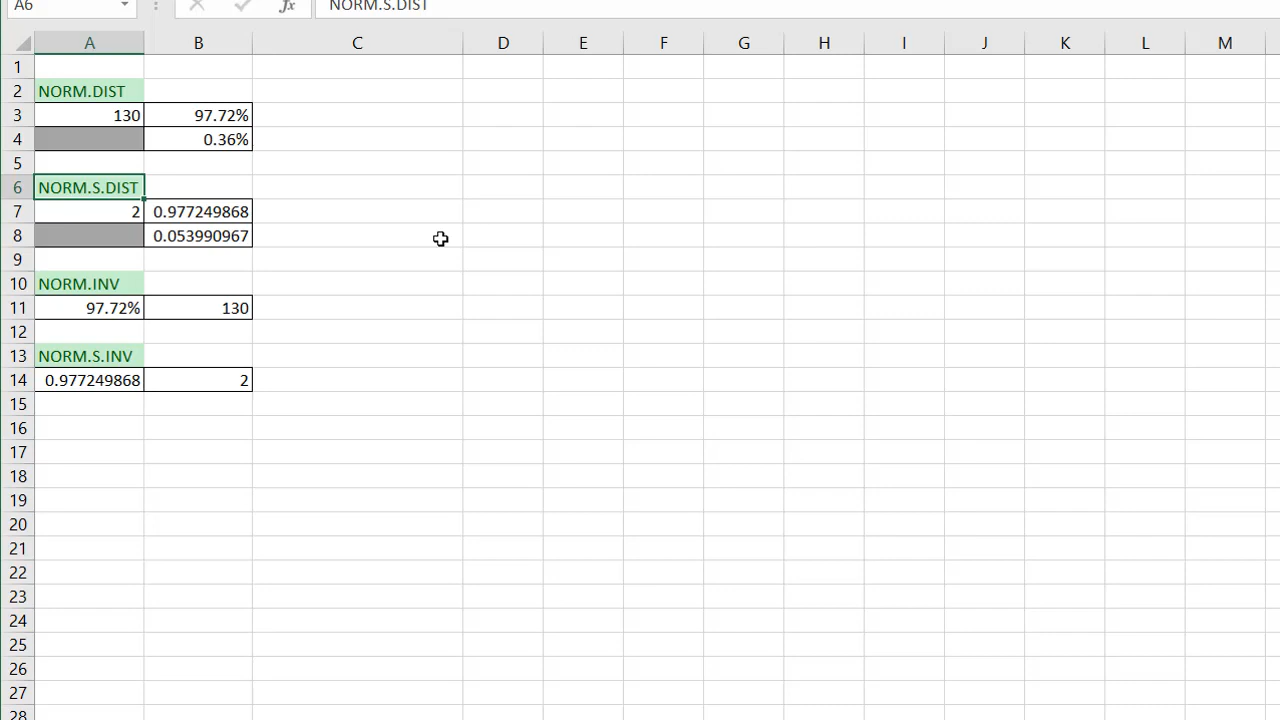 A6 NORM.S.DIST
A B C D E F G H I J K L M
1
2 NORM.DIST
3 130 97.72%
4 0.36%
5
6 NORM.S.DIST
7 2 0.977249868
8 0.053990967
9
10 NORM.INV
11 97.72% 130
12
13 NORM.S.INV
14 0.977249868 2
15
16
17
18
19
20
21
22
23
24
25
26
27
28